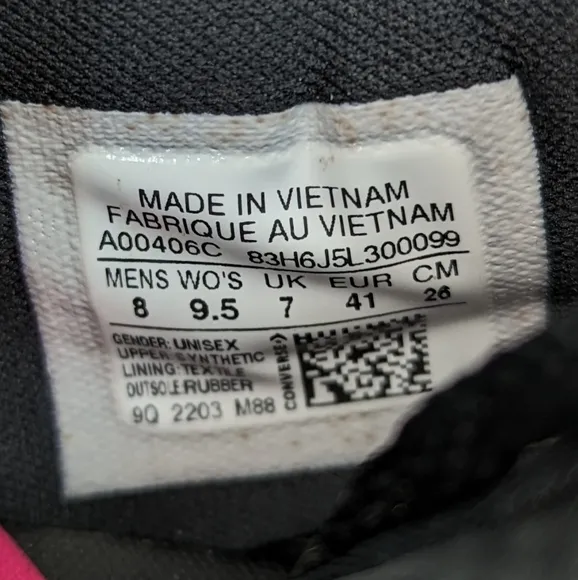 MADE IN VIETNAM
FABRIQUE AU VIETNAM
A00406C 83H6J5L300099
MENS WO'S UK EUR CM
8 9.5 7 41 26
GENDER: UNISEX
UPPER: SYNTHETIC
LINING: TEXTILE
OUTSOLE:RUBBER
9Q 2203 M88
CONVERSE